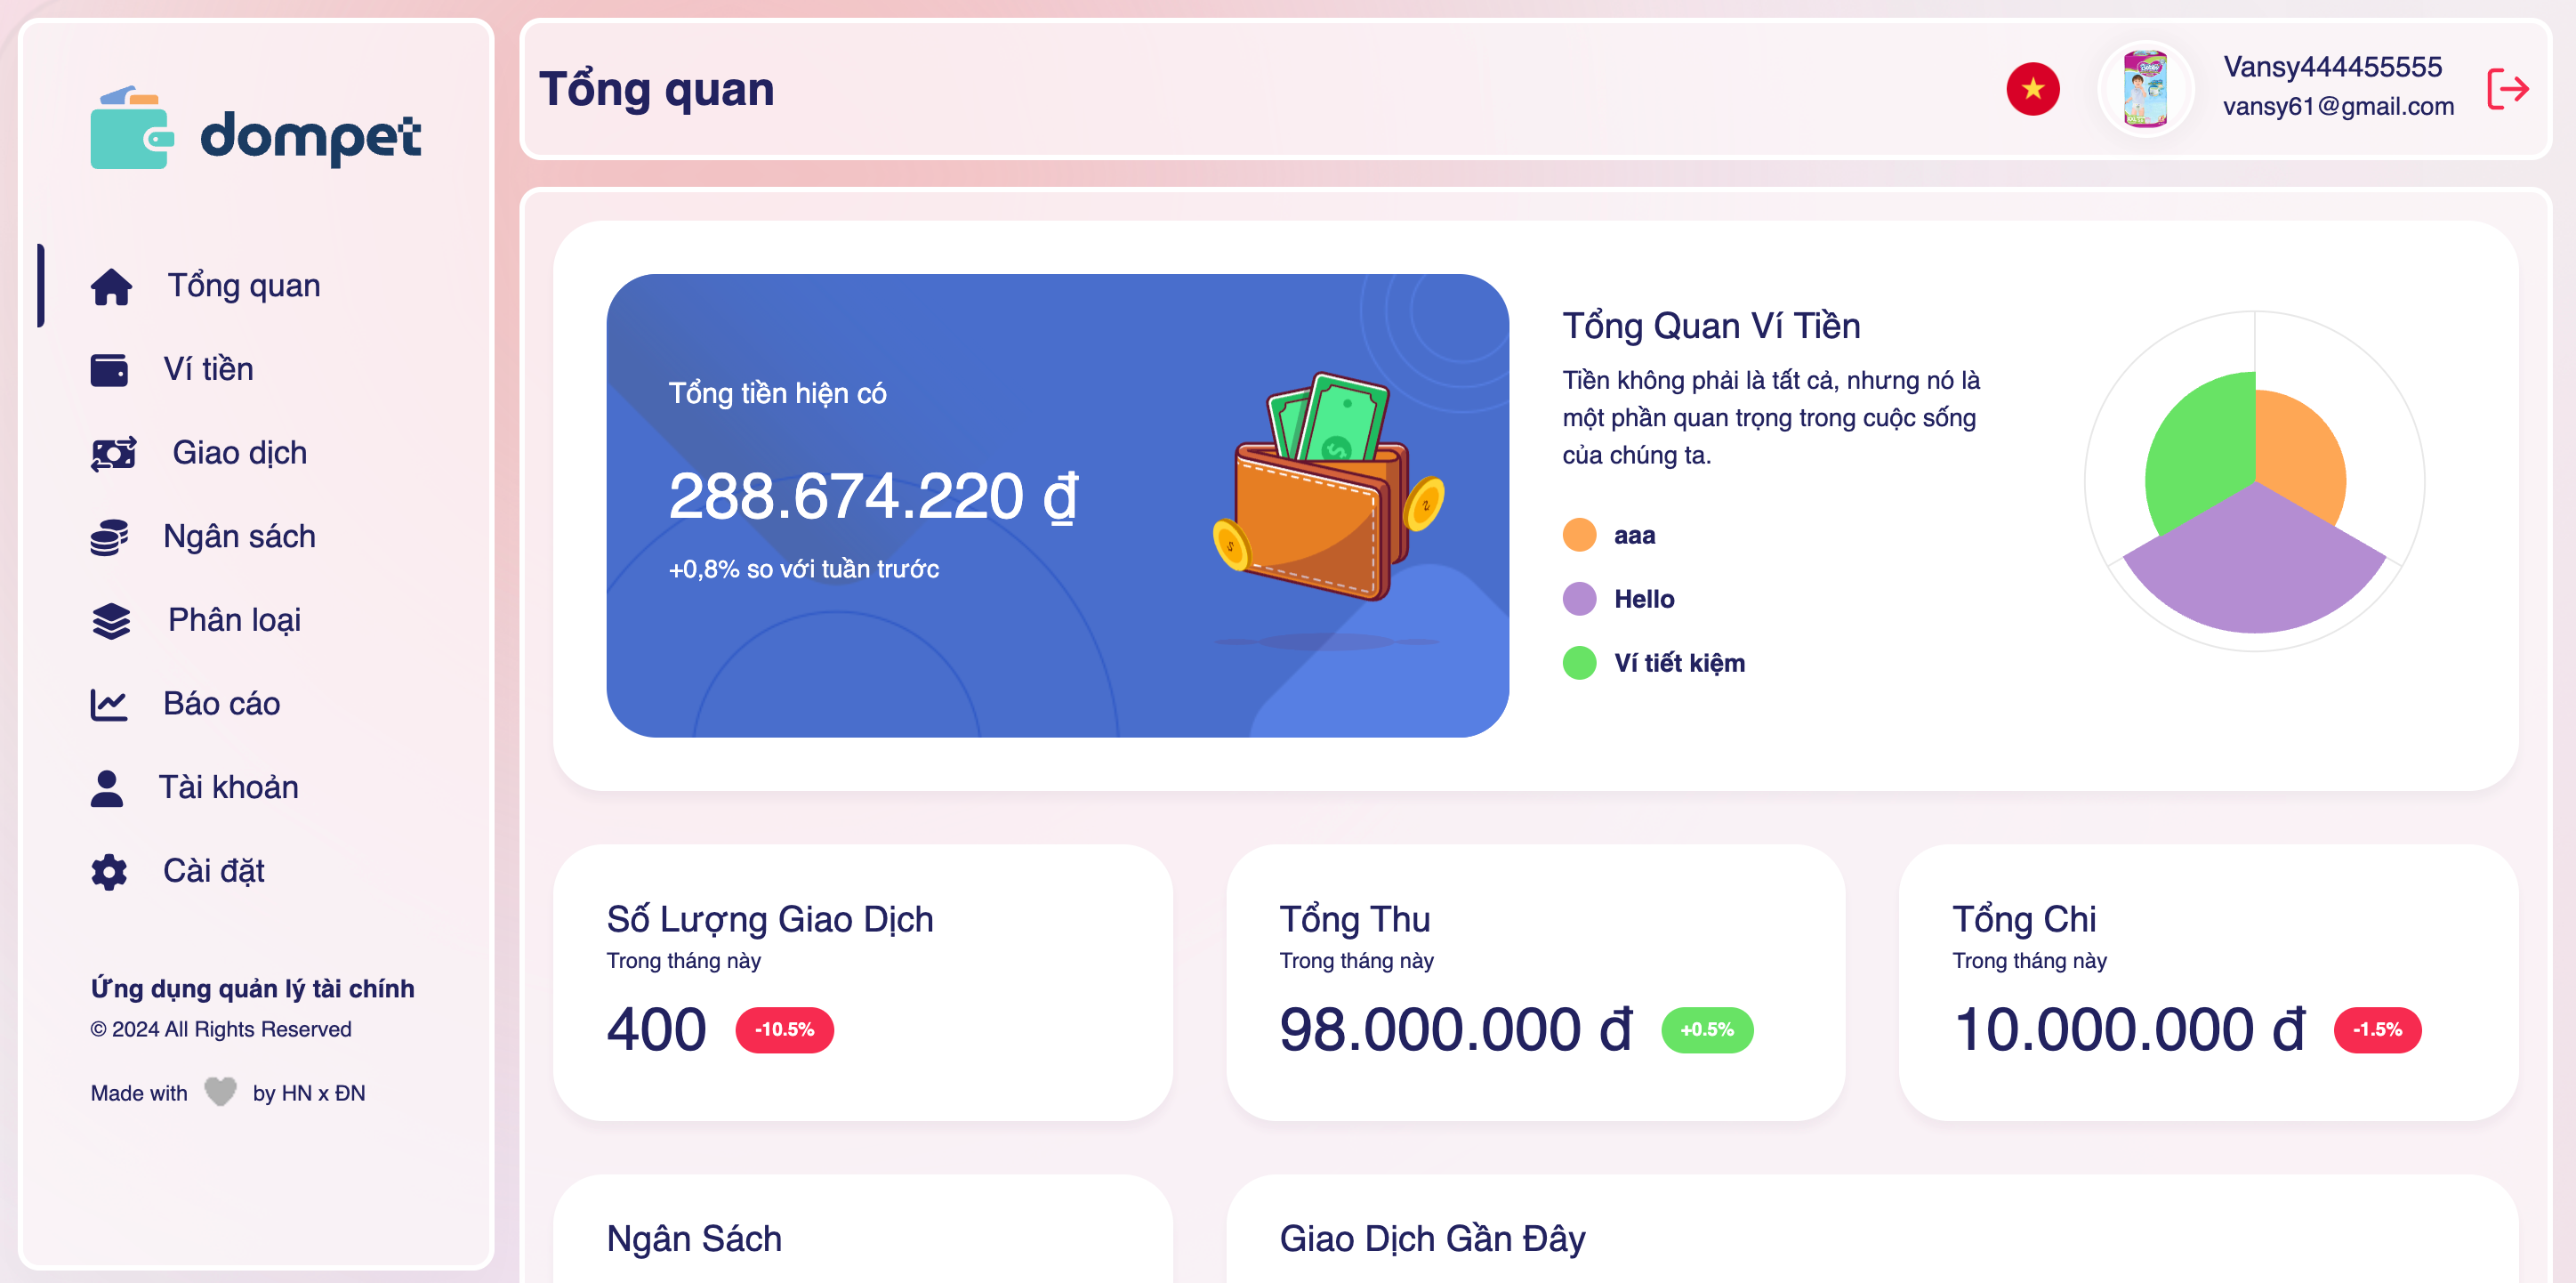 dompet
Tổng quan
Ví tiền
Giao dịch
Ngân sách
Phân loại
Báo cáo
Tài khoản
Cài đặt
Ứng dụng quản lý tài chính
© 2024 All Rights Reserved
Made with by HN x ĐN
Tổng quan
Vansy444455555
vansy61@gmail.com
Tổng tiền hiện có
288.674.220 ₫
+0,8% so với tuần trước
Tổng Quan Ví Tiền
Tiền không phải là tất cả, nhưng nó là
một phần quan trọng trong cuộc sống
của chúng ta.
aaa
Hello
Ví tiết kiệm
Số Lượng Giao Dịch
Trong tháng này
400 -10.5%
Tổng Thu
Trong tháng này
98.000.000 đ +0.5%
Tổng Chi
Trong tháng này
10.000.000 đ -1.5%
Ngân Sách
Giao Dịch Gần Đây